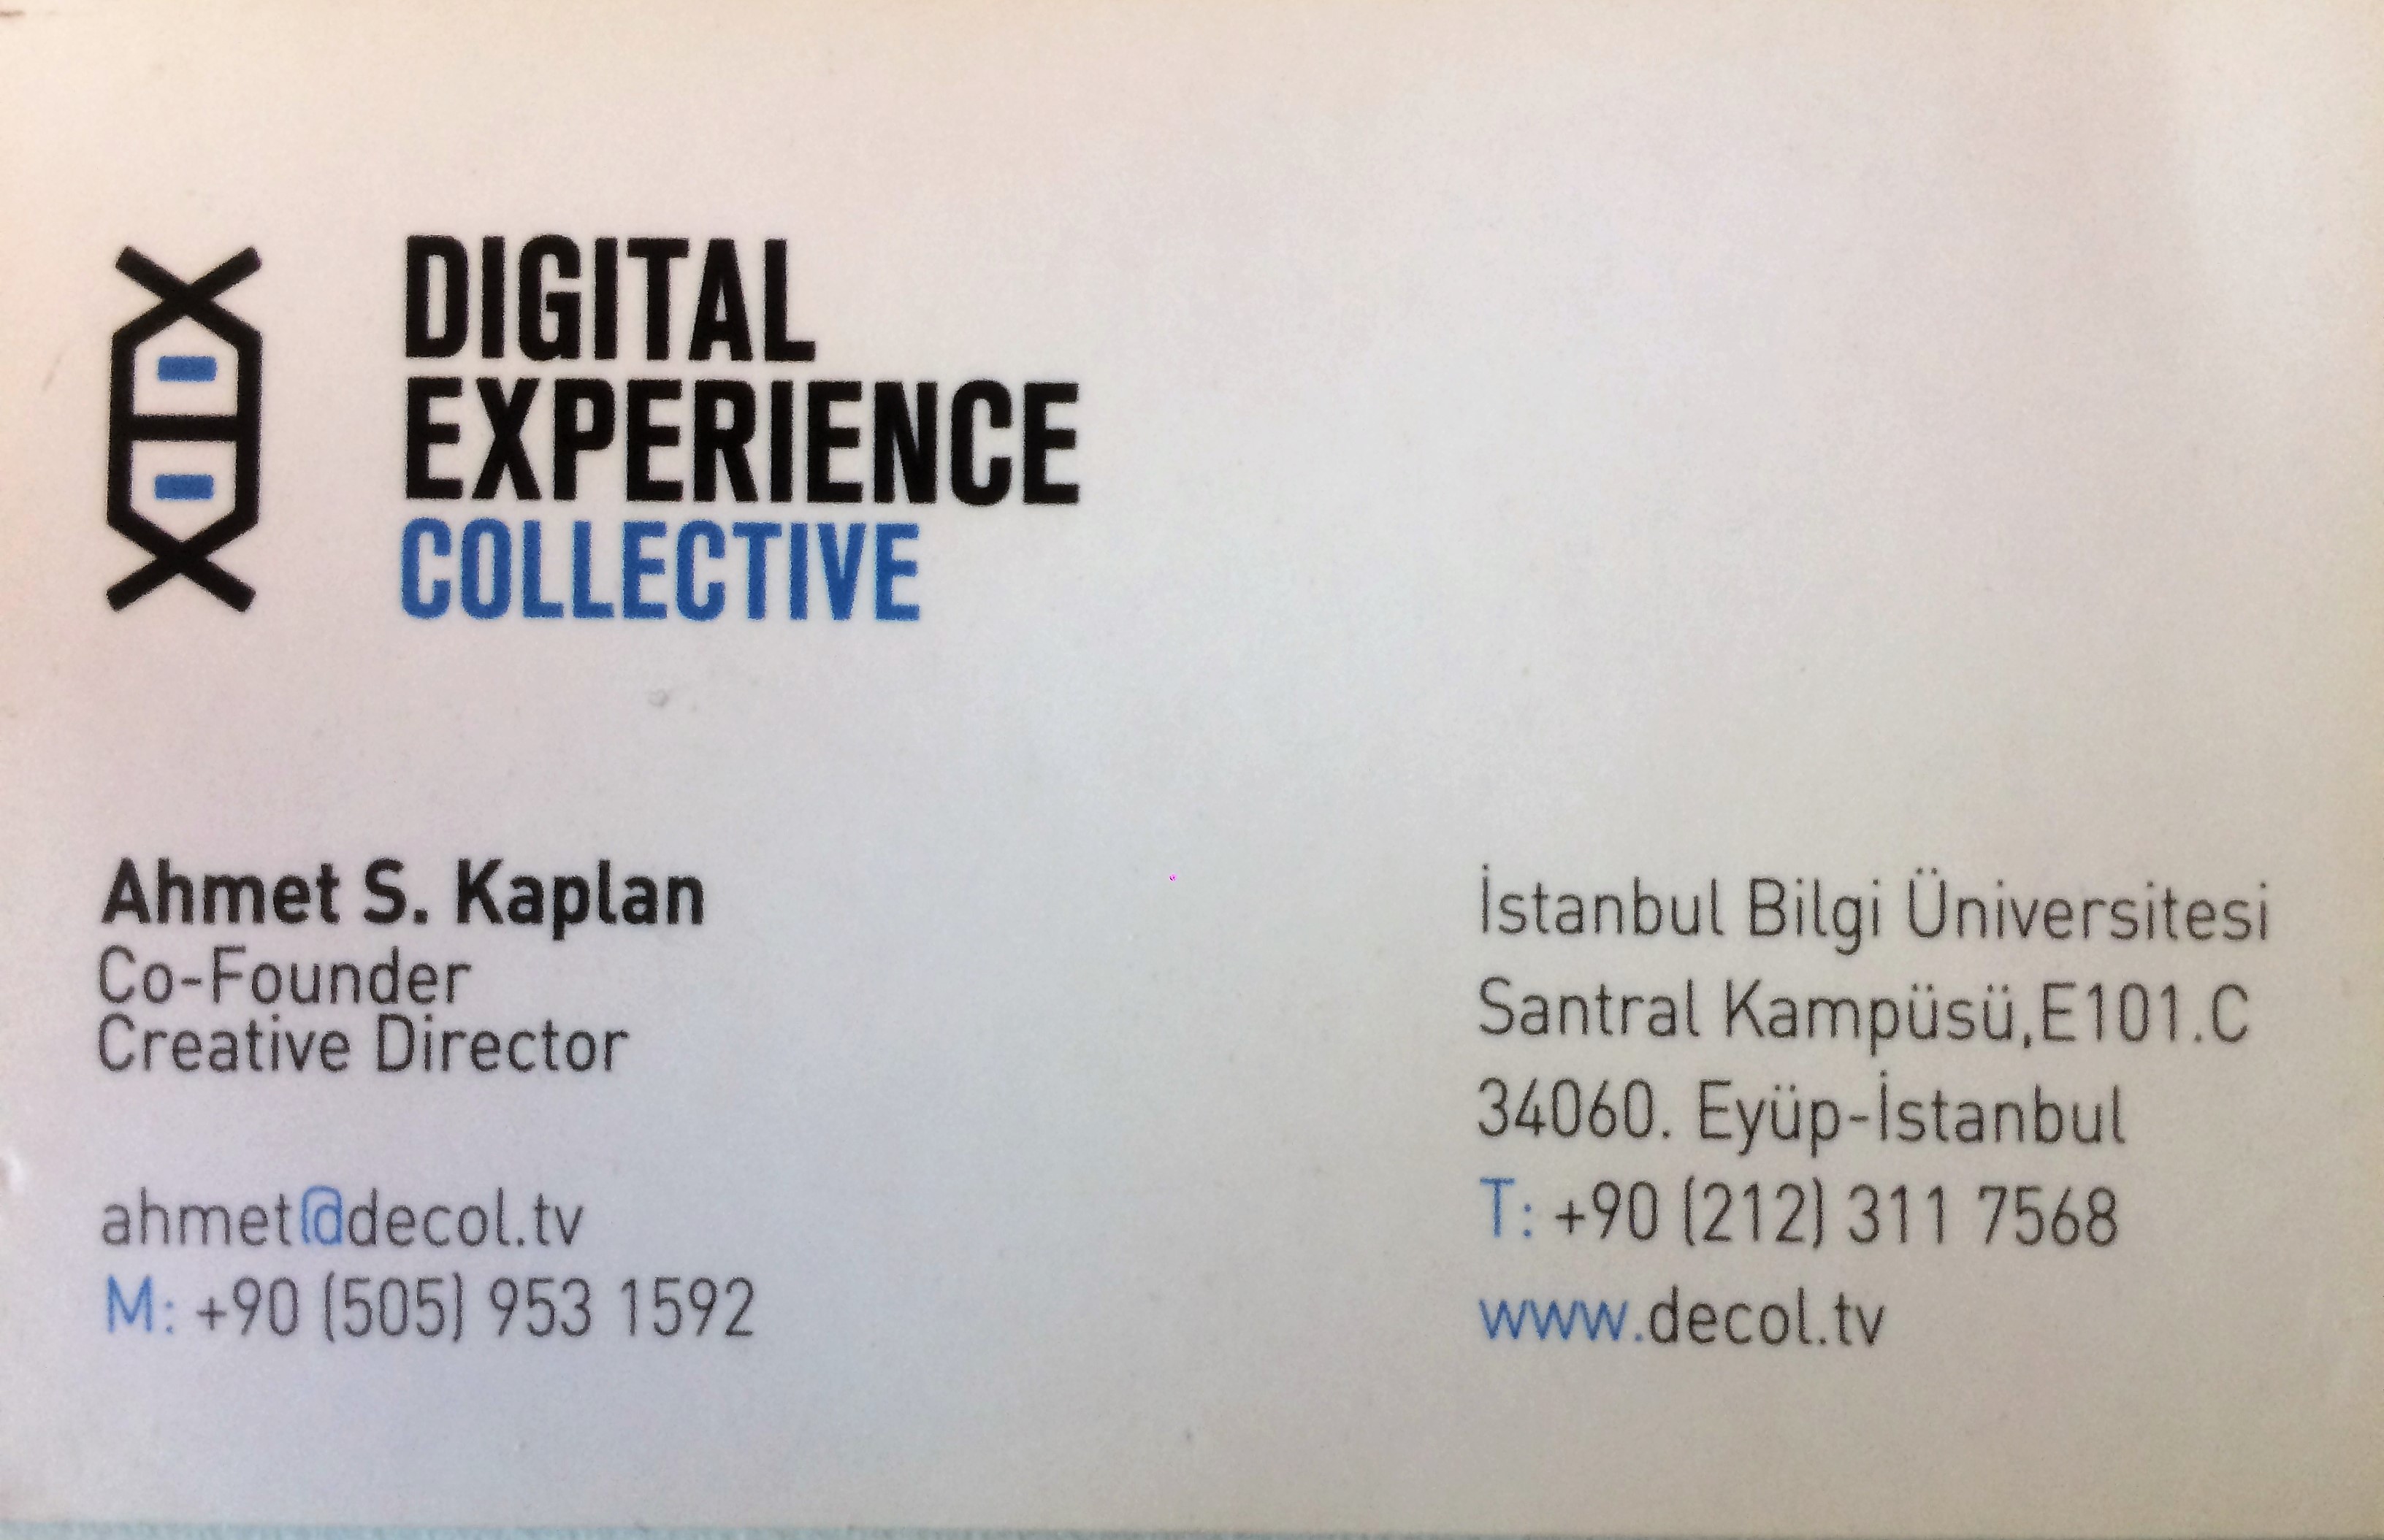 DIGITAL
EXPERIENCE
COLLECTIVE
Ahmet S. Kaplan
Co-Founder
Creative Director
ahmet@decol.tv
M: +90 (505) 953 1592
İstanbul Bilgi Üniversitesi
Santral Kampüsü,E101.C
34060. Eyüp-İstanbul
T: +90 (212) 311 7568
www.decol.tv